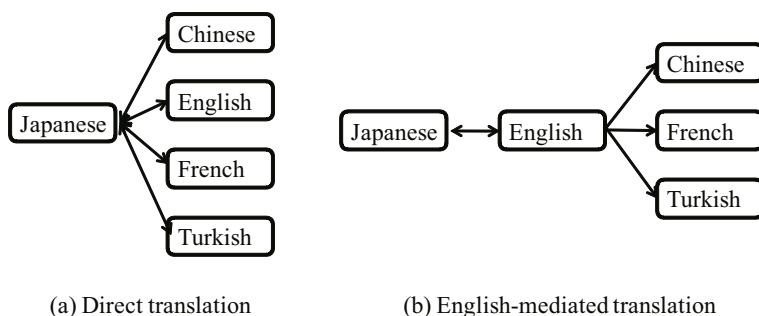 Chinese
English
Japanese
French
Turkish
Japanese
English
Chinese
French
Turkish
(a) Direct translation
(b) English-mediated translation